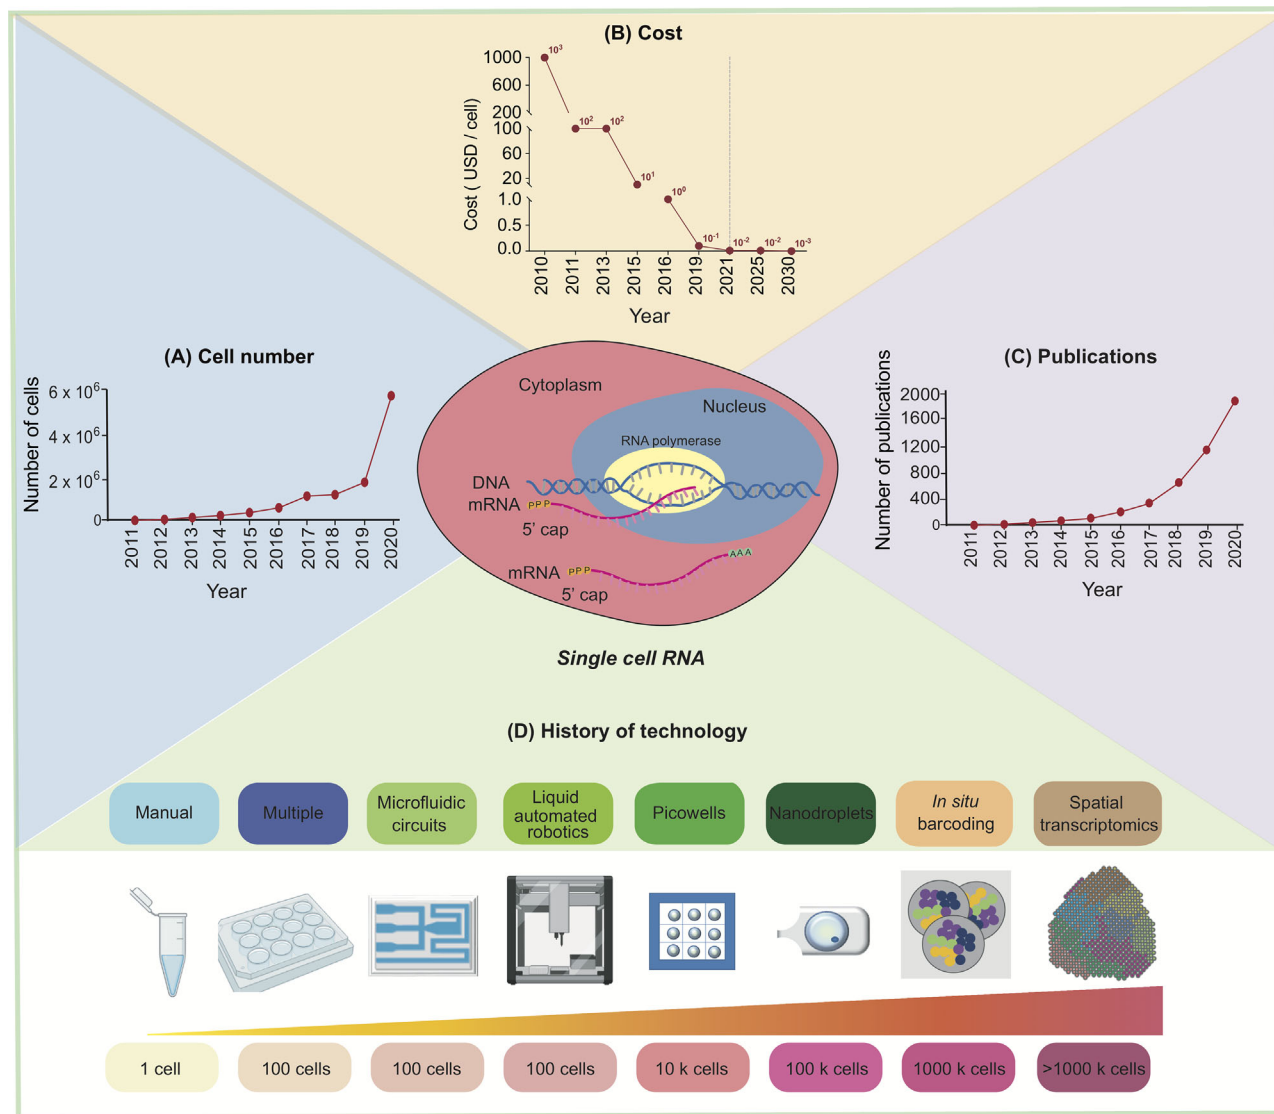 (B) Cost
Cost ( USD / cell)
1000
600
200
100
60
20
1.0
0.5
0.0
10³
10²
10²
10¹
10⁰
10⁻¹
10⁻²
10⁻²
10⁻³
2010
2011
2013
2015
2016
2019
2021
2025
2030
Year
(A) Cell number
Number of cells
6 x 10⁶
4 x 10⁶
2 x 10⁶
0
2011
2012
2013
2014
2015
2016
2017
2018
2019
2020
Year
Cytoplasm
Nucleus
RNA polymerase
DNA
mRNA
PPP
5’ cap
mRNA
PPP
AAA
5’ cap
Single cell RNA
(C) Publications
Number of publications
2000
1600
1200
800
400
0
2011
2012
2013
2014
2015
2016
2017
2018
2019
2020
Year
(D) History of technology
Manual
Multiple
Microfluidic
circuits
Liquid
automated
robotics
Picowells
Nanodroplets
In situ
barcoding
Spatial
transcriptomics
1 cell
100 cells
100 cells
100 cells
10 k cells
100 k cells
1000 k cells
>1000 k cells